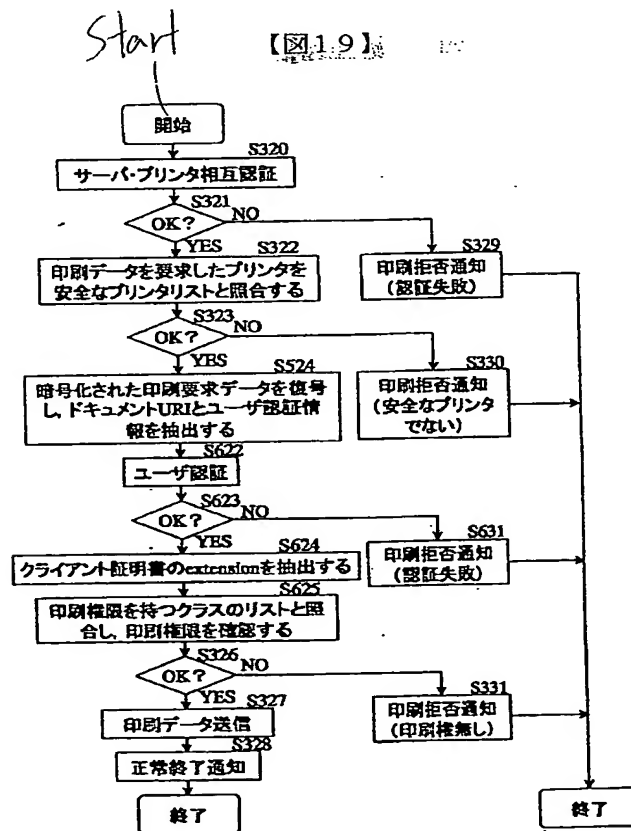 Start
【図19】
開始
S320
サーバ・プリンタ相互認証
S321
OK?
NO
YES
S322
印刷データを要求したプリンタを
安全なプリンタリストと照合する
S329
印刷拒否通知
(認証失敗)
S323
OK?
NO
YES
S524
暗号化された印刷要求データを復号
し、ドキュメントURIとユーザ認証情
報を抽出する
S330
印刷拒否通知
(安全なプリンタ
でない)
S622
ユーザ認証
S623
OK?
NO
YES
S624
クライアント証明書のextensionを抽出する
S631
印刷拒否通知
(認証失敗)
S625
印刷権限を持つクラスのリストと照
合し、印刷権限を確認する
S326
OK?
NO
YES
S327
印刷データ送信
S331
印刷拒否通知
(印刷権無し)
S328
正常終了通知
終了
終了